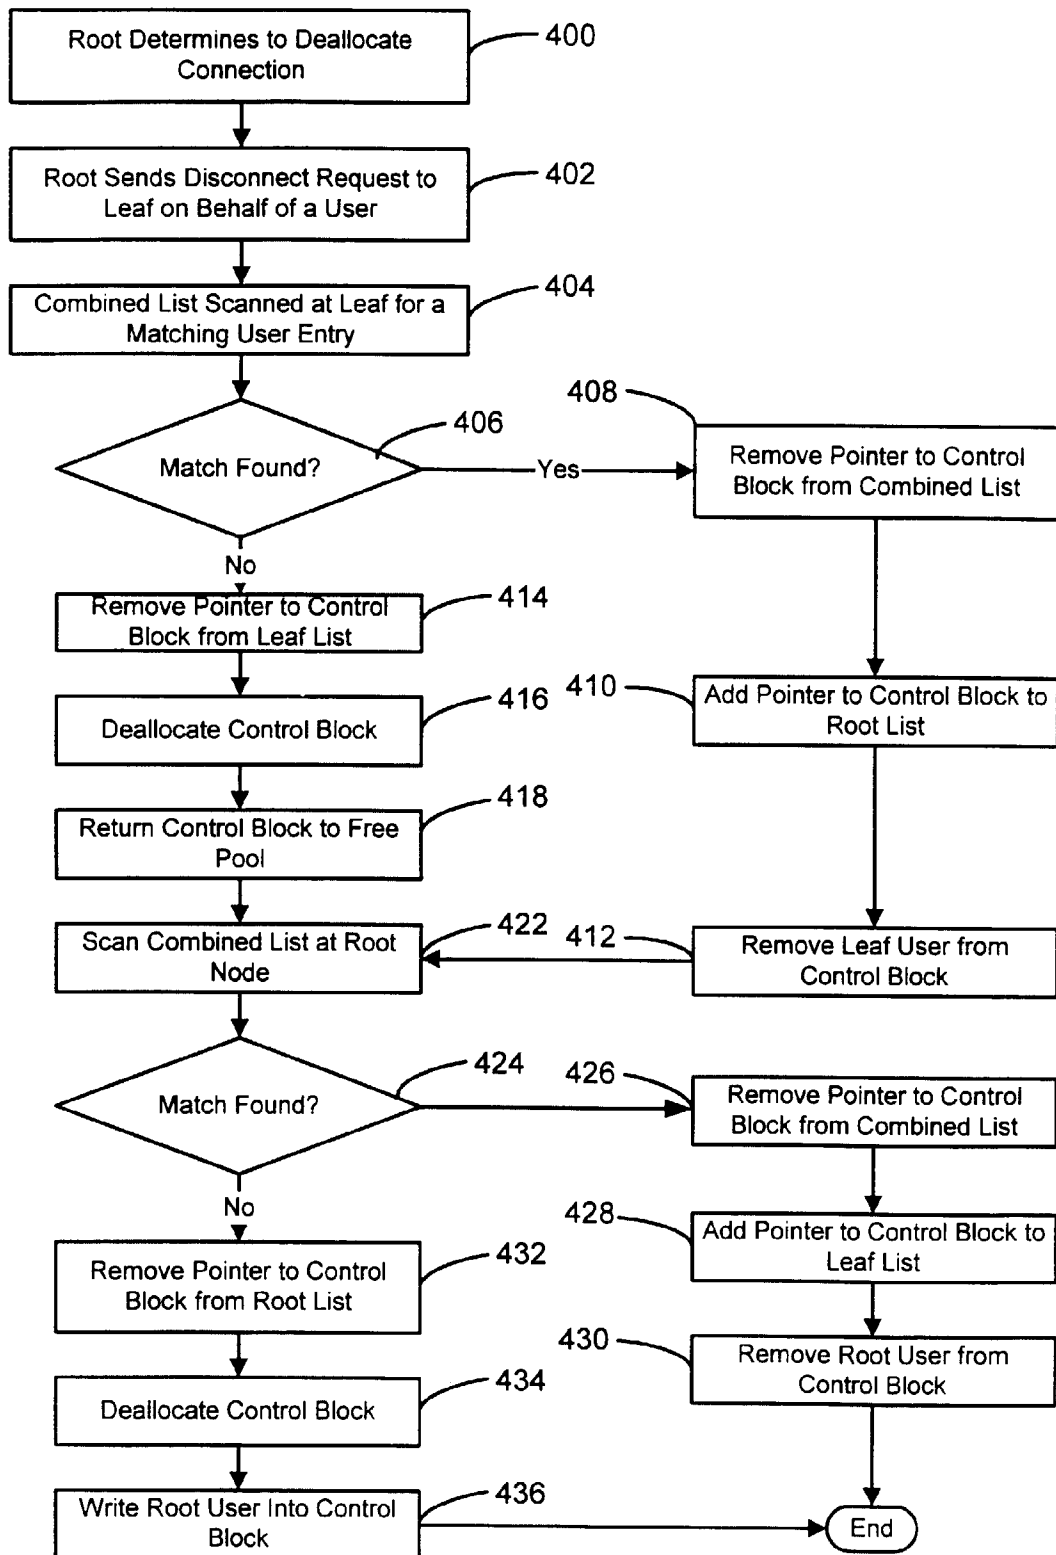 Root Determines to Deallocate
Connection
400
Root Sends Disconnect Request to
Leaf on Behalf of a User
402
Combined List Scanned at Leaf for a
Matching User Entry
404
Match Found?
406
Yes
408
Remove Pointer to Control
Block from Combined List
No
Remove Pointer to Control
Block from Leaf List
414
410
Add Pointer to Control Block to
Root List
Deallocate Control Block
416
Return Control Block to Free
Pool
418
Scan Combined List at Root
Node
422
412
Remove Leaf User from
Control Block
Match Found?
424
426
Remove Pointer to Control
Block from Combined List
No
428
Add Pointer to Control Block to
Leaf List
Remove Pointer to Control
Block from Root List
432
430
Remove Root User from
Control Block
Deallocate Control Block
434
Write Root User Into Control
Block
436
End